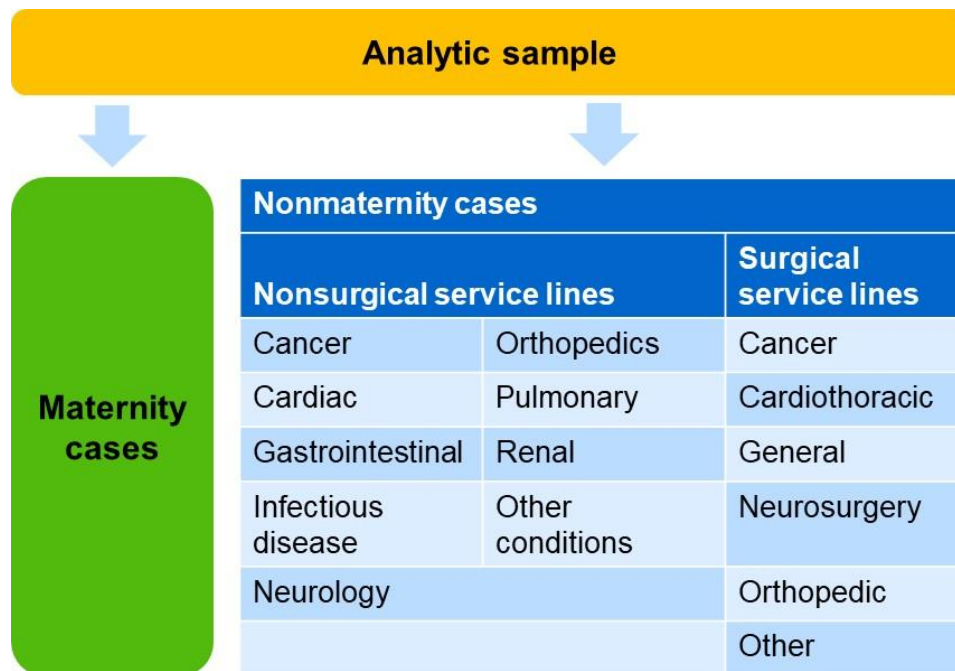 Analytic sample
Maternity
cases
Nonmaternity cases
Nonsurgical service lines
Surgical
service lines
Cancer
Orthopedics
Cancer
Cardiac
Pulmonary
Cardiothoracic
Gastrointestinal
Renal
General
Infectious
disease
Other
conditions
Neurosurgery
Neurology
Orthopedic
Other